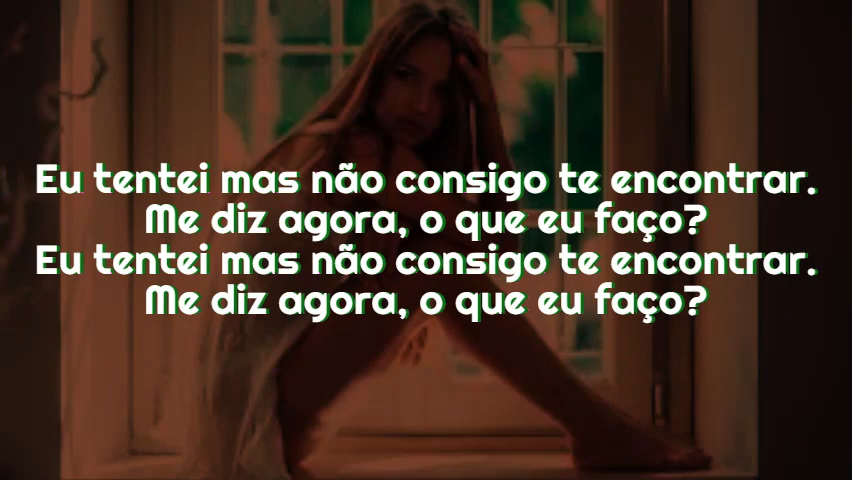 Eu tentei mas não consigo te encontrar.
Me diz agora, o que eu faço?
Eu tentei mas não consigo te encontrar.
Me diz agora, o que eu faço?